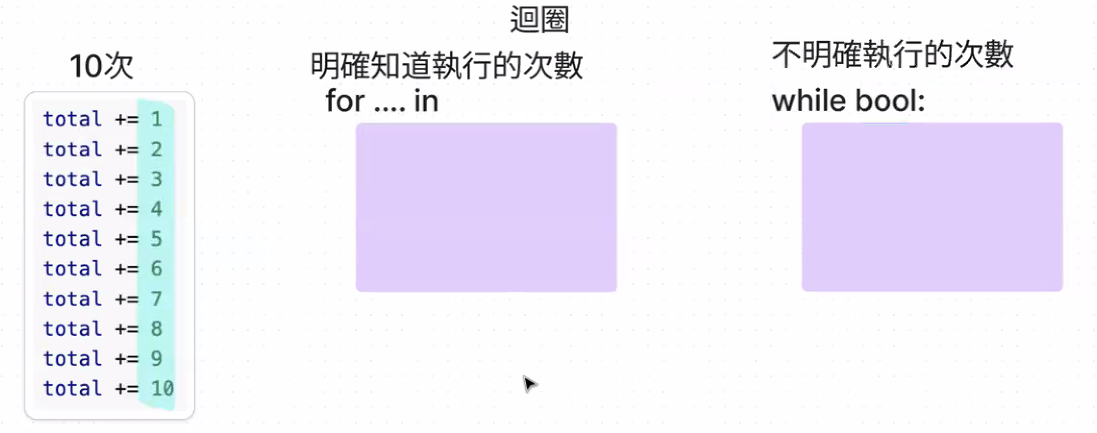 迴圈
10次
total += 1
total += 2
total += 3
total += 4
total += 5
total += 6
total += 7
total += 8
total += 9
total += 10
明確知道執行的次數
for .... in
不明確執行的次數
while bool: